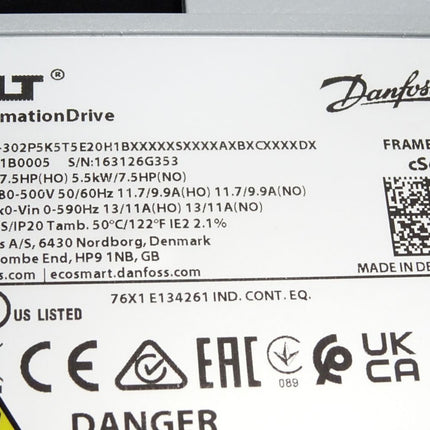 LT®
mationDrive
Danfoss
-302P5K5T5E20H1BXXXXXXSXXXXAXBXCXXXXDX
1B0005 S/N:163126G353
7.5HP(HO) 5.5kW/7.5HP(NO)
80-500V 50/60Hz 11.7/9.9A(HO) 11.7/9.9A(NO)
x0-Vin 0-590Hz 13/11A(HO) 13/11A(NO)
S/IP20 Tamb. 50°C/122°F IE2 2.1%
s A/S, 6430 Nordborg, Denmark
ombe End, HP9 1NB, GB
s.com | ecosmart.danfoss.com
FRAME
MADE IN DE
US LISTED
76X1 E134261 IND. CONT. EQ.
CE
EAC
089
UK
CA
DANGER